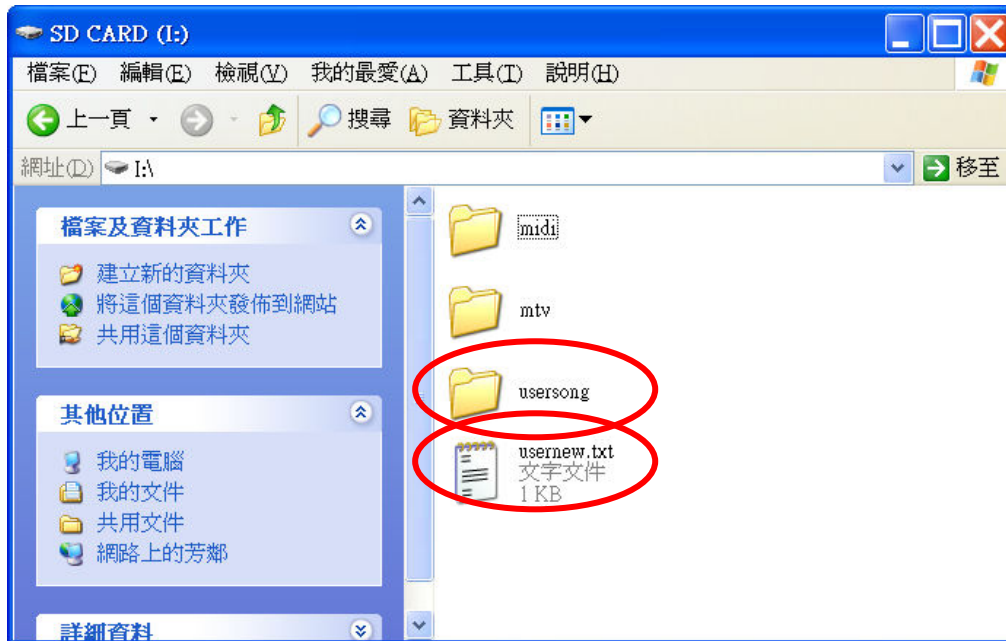 SD CARD (I:)
檔案(F) 編輯(E) 檢視(V) 我的最愛(A) 工具(T) 說明(H)
上一頁 搜尋 資料夾
網址(D) I:\ 移至
檔案及資料夾工作
建立新的資料夾
將這個資料夾發佈到網站
共用這個資料夾
其他位置
我的電腦
我的文件
共用文件
網路上的芳鄰
詳細資料
midi
mtv
usersong
usernew.txt
文字文件
1 KB